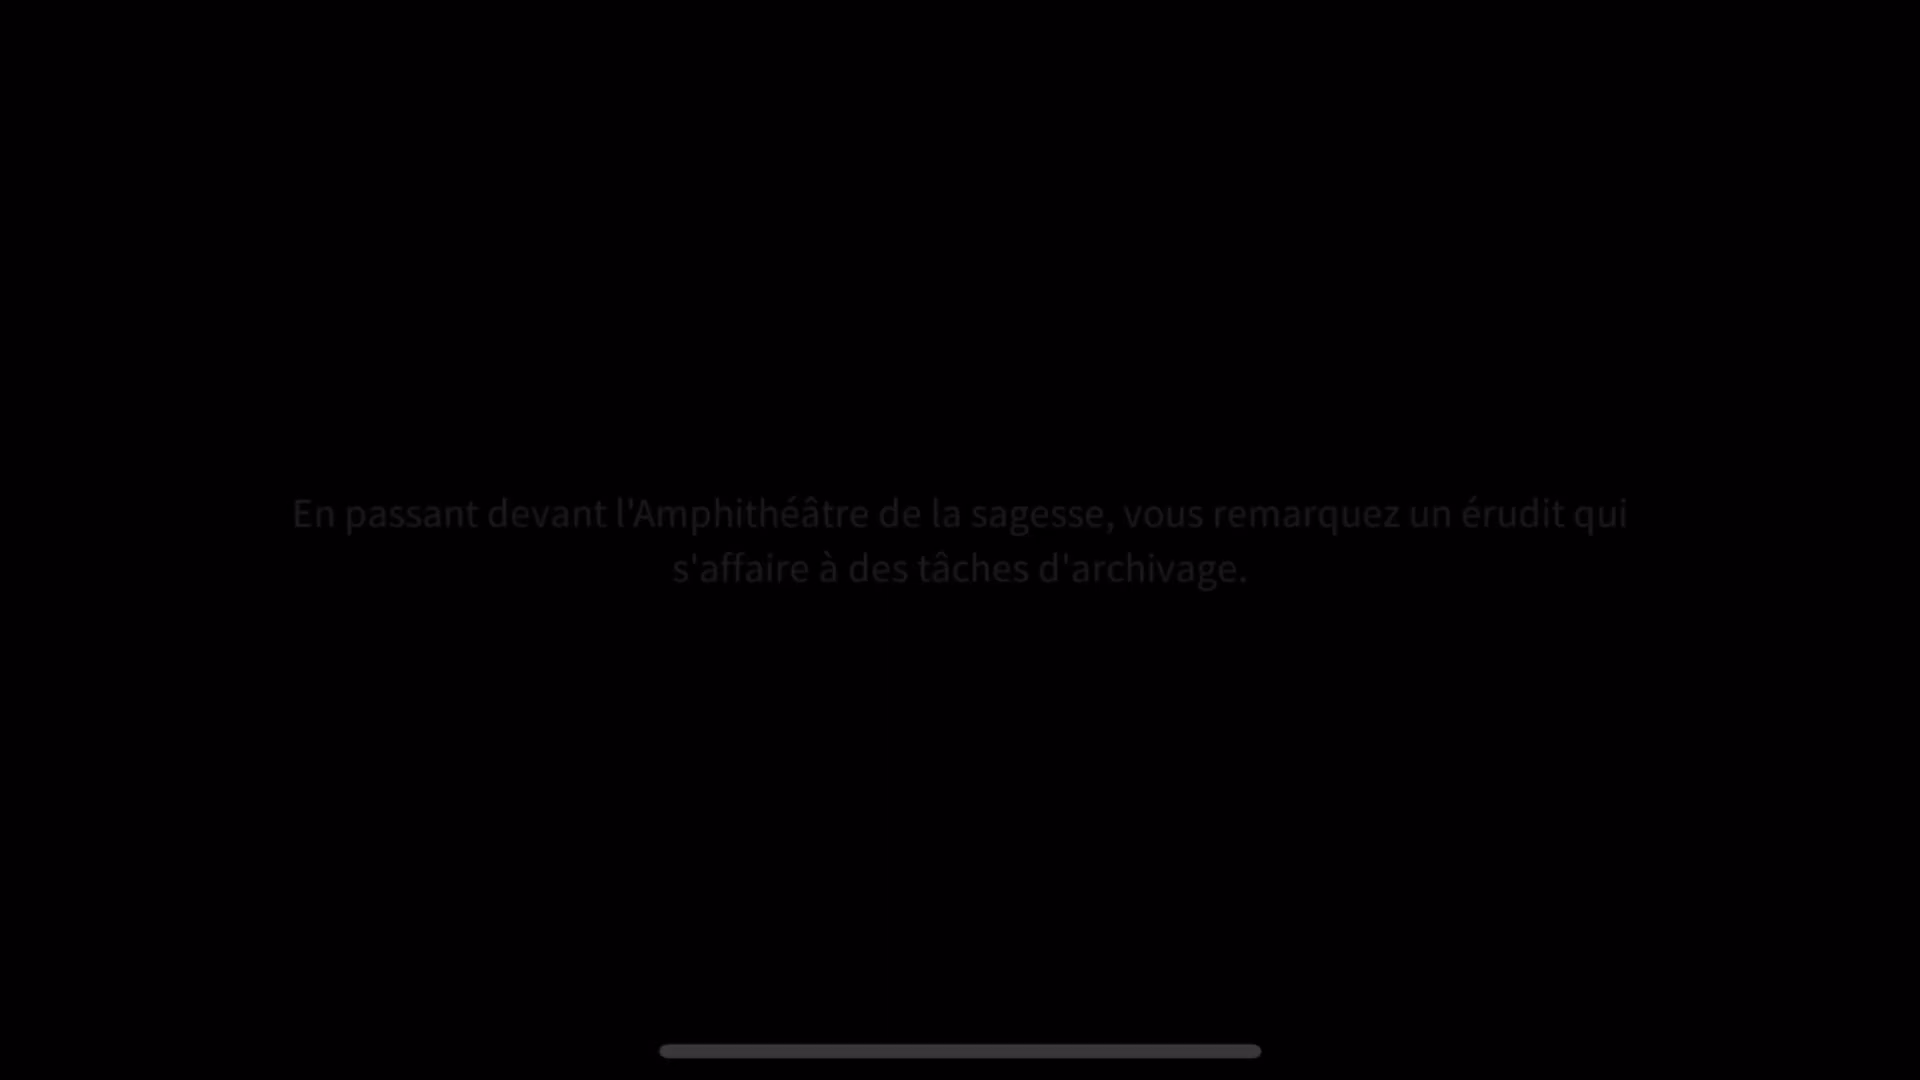 En passant devant l'Amphithéâtre de la sagesse, vous remarquez un érudit qui
s'affaire à des tâches d'archivage.